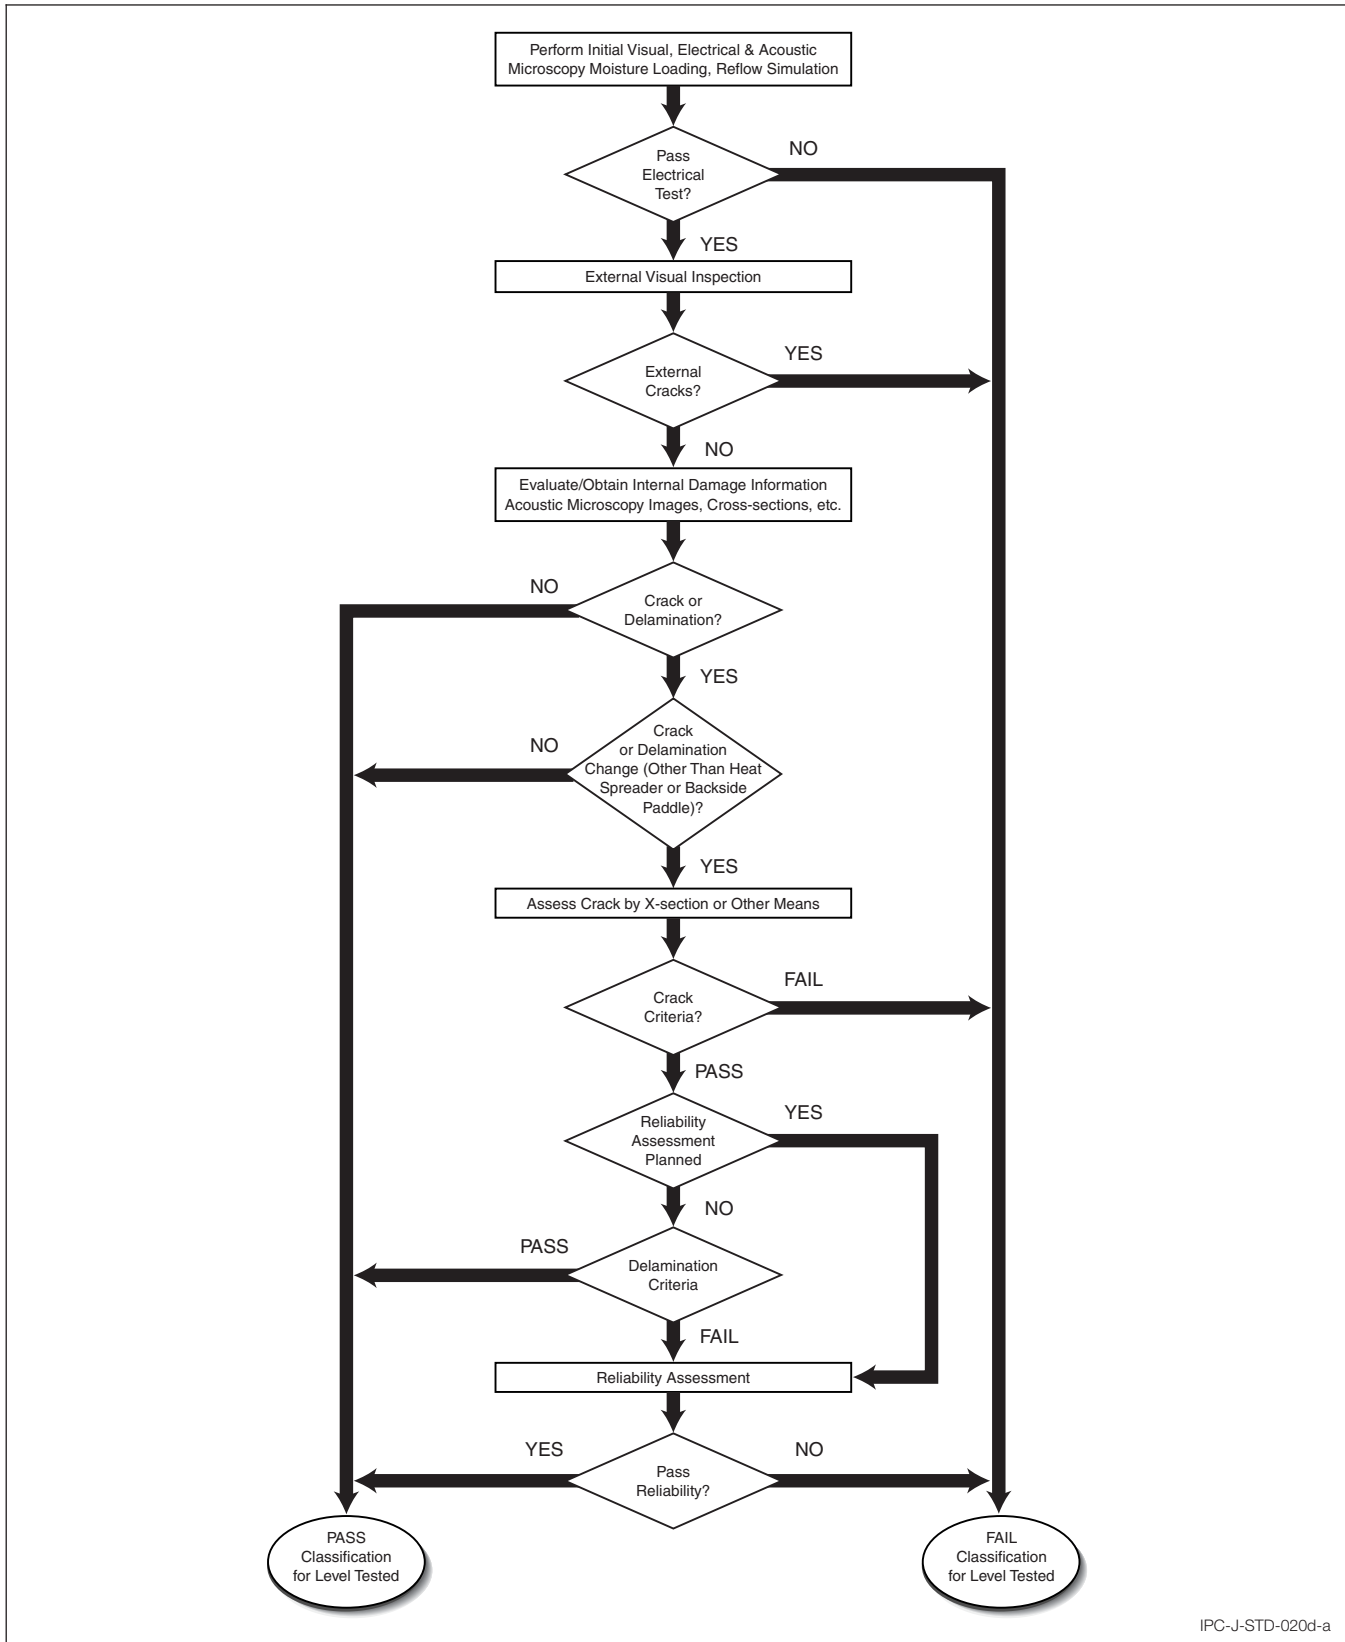 Perform Initial Visual, Electrical & Acoustic
Microscopy Moisture Loading, Reflow Simulation
Pass
Electrical
Test?
NO
YES
External Visual Inspection
External
Cracks?
YES
NO
Evaluate/Obtain Internal Damage Information
Acoustic Microscopy Images, Cross-sections, etc.
NO
Crack or
Delamination?
YES
NO
Crack
or Delamination
Change (Other Than Heat
Spreader or Backside
Paddle)?
YES
Assess Crack by X-section or Other Means
Crack
Criteria?
FAIL
PASS
Reliability
Assessment
Planned
YES
NO
PASS
Delamination
Criteria
FAIL
Reliability Assessment
YES
Pass
Reliability?
NO
PASS
Classification
for Level Tested
FAIL
Classification
for Level Tested
IPC-J-STD-020d-a